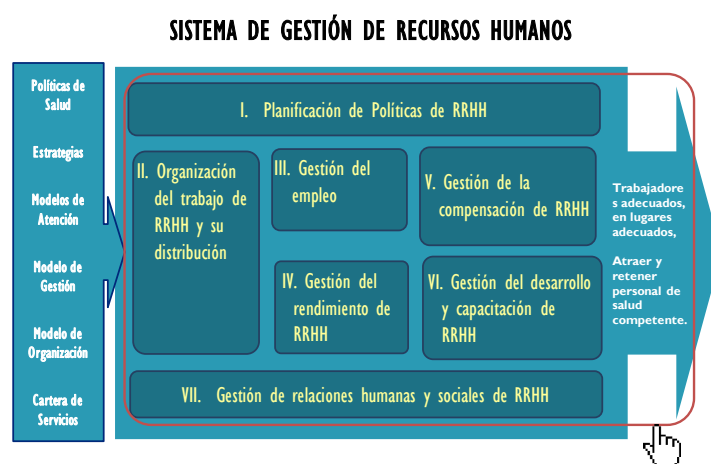 SISTEMA DE GESTIÓN DE RECURSOS HUMANOS
Políticas de
Salud
Estrategias
Modelos de
Atención
Modelo de
Gestión
Modelo de
Organización
Cartera de
Servicios
I. Planificación de Políticas de RRHH
II. Organización
del trabajo de
RRHH y su
distribución
III. Gestión del
empleo
IV. Gestión del
rendimiento de
RRHH
V. Gestión de la
compensación de RRHH
VI. Gestión del desarrollo
y capacitación de
RRHH
VII. Gestión de relaciones humanas y sociales de RRHH
Trabajadore
s adecuados,
en lugares
adecuados,
Atraer y
retener
personal de
salud
competente.